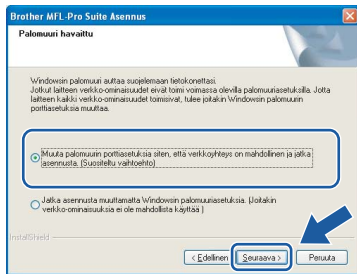 Brother MFL-Pro Suite Asennus
Palomuuri havaittu
Windowsin palomuuri auttaa suojelemaan tietokonettasi.
Jotkut laitteen verkko-ominaisuudet eivät toimi voimassa olevilla palomuuriasetuksilla. Jotta
laitteen kaikki verkko-ominaisuudet toimisivat, tulee joitakin Windowsin palomuurin
porttiasetuksia muuttaa.
Muuta palomuurin porttiasetuksia siten, että verkkoyhteys on mahdollinen ja jatka
asennusta. (Suositeltu vaihtoehto)
Jatka asennusta muuttamatta Windowsin palomuuriasetuksia. (Joitakin
verkko-ominaisuuksia ei ole mahdollista käyttää )
InstallShield
< Edellinen Seuraava > Peruuta